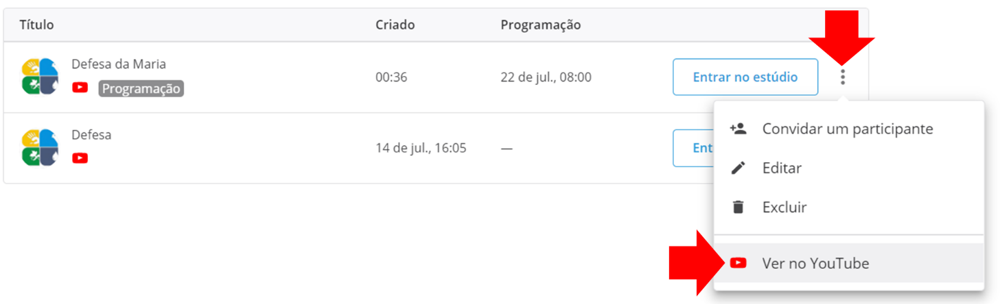 Título Criado Programação
Defesa da Maria
Programação
00:36 22 de jul., 08:00 Entrar no estúdio
Convidar um participante
Defesa
14 de jul., 16:05 — Ent
Editar
Excluir
Ver no YouTube